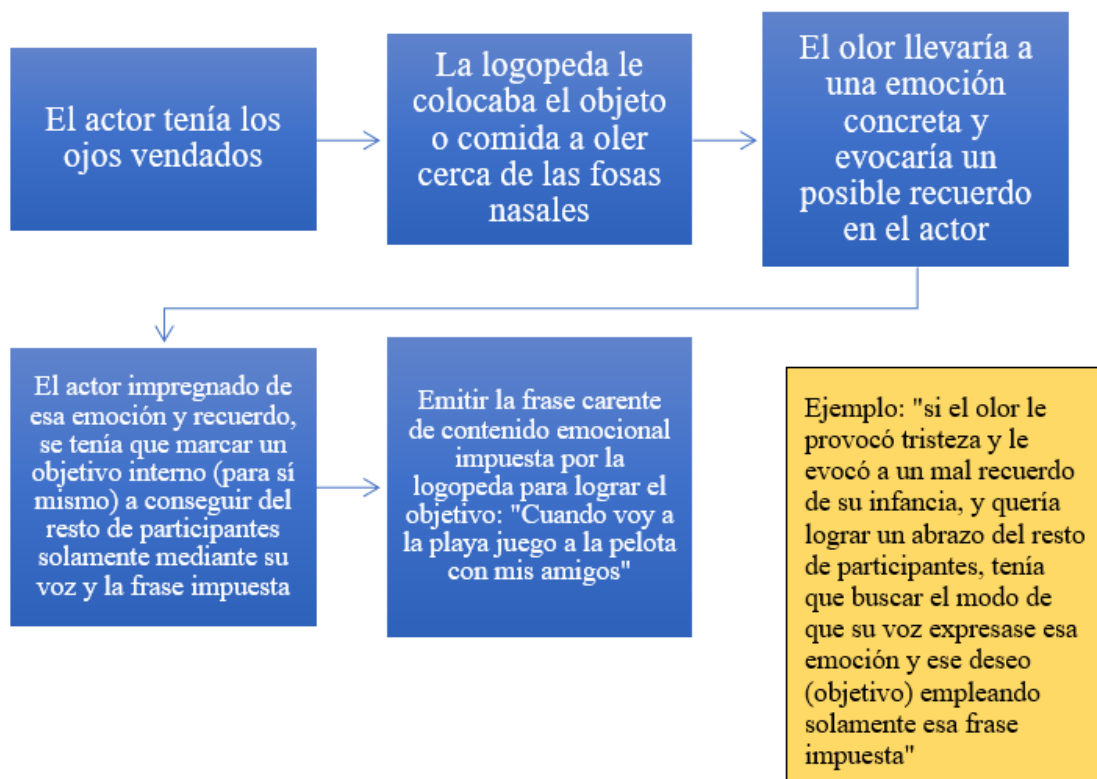 El actor tenía los
ojos vendados
La logopeda le
colocaba el objeto
o comida a oler
cerca de las fosas
nasales
El olor llevaría a
una emoción
concreta y
evocaría un
posible recuerdo
en el actor
El actor impregnado de
esa emoción y recuerdo,
se tenía que marcar un
objetivo interno (para sí
mismo) a conseguir del
resto de participantes
solamente mediante su
voz y la frase impuesta
Emitir la frase carente
de contenido emocional
impuesta por la
logopeda para lograr el
objetivo: "Cuando voy a
la playa juego a la pelota
con mis amigos"
Ejemplo: "si el olor le
provocó tristeza y le
evocó a un mal recuerdo
de su infancia, y quería
lograr un abrazo del resto
de participantes, tenía
que buscar el modo de
que su voz expresase esa
emoción y ese deseo
(objetivo) empleando
solamente esa frase
impuesta"